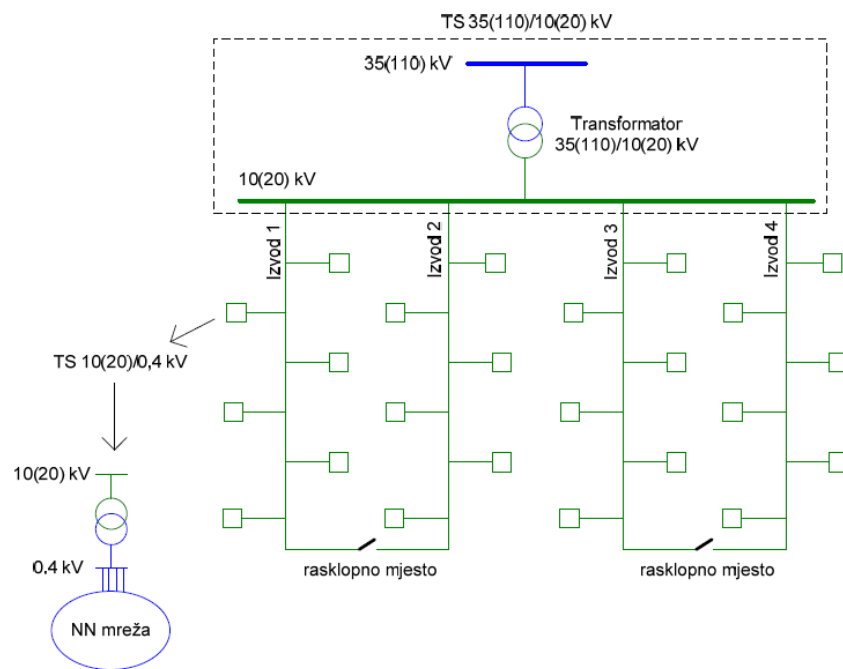 TS 35(110)/10(20) kV
35(110) kV
Transformator
35(110)/10(20) kV
10(20) kV
Izvod 1
Izvod 2
Izvod 3
Izvod 4
TS 10(20)/0,4 kV
10(20) kV
0,4 kV
NN mreža
rasklopno mjesto
rasklopno mjesto